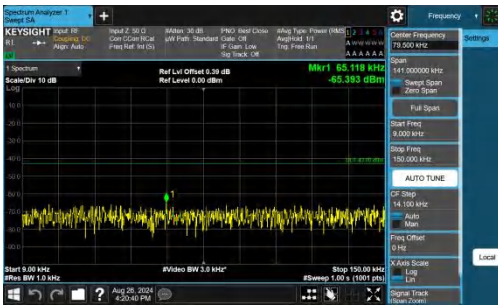 Spectrum Analyzer 1
Swept SA
+
Frequency
KEYSIGHT
Input: RF
Coupling: DC
Align: Auto
Input Z: 50 Ω
Corr CCorr RCal
Freq Ref: Int (S)
#Atten: 30 dB
µW Path: Standard
PNO: Best Close
Gate: Off
IF Gain: Low
Sig Track: Off
#Avg Type: Power (RMS)
Avg|Hold: 1/1
Trig: Free Run
A W W W W W
A A A A A A
1 Spectrum
Scale/Div 10 dB
Log
Ref Lvl Offset 0.39 dB
Ref Level 0.00 dBm
Mkr1 65.118 kHz
-65.393 dBm
1
Start 9.00 kHz
#Res BW 1.0 kHz
#Video BW 3.0 kHz*
Stop 150.00 kHz
#Sweep 1.00 s (1001 pts)
Center Frequency
79.500 kHz
Settings
Span
141.000000 kHz
Swept Span
Zero Span
Full Span
Start Freq
9.000 kHz
Stop Freq
150.000 kHz
AUTO TUNE
CF Step
14.100 kHz
Auto
Man
Freq Offset
0 Hz
X Axis Scale
Log
Lin
Local
Signal Track
(Span Zoom)
?
Aug 26, 2024
4:20:40 PM